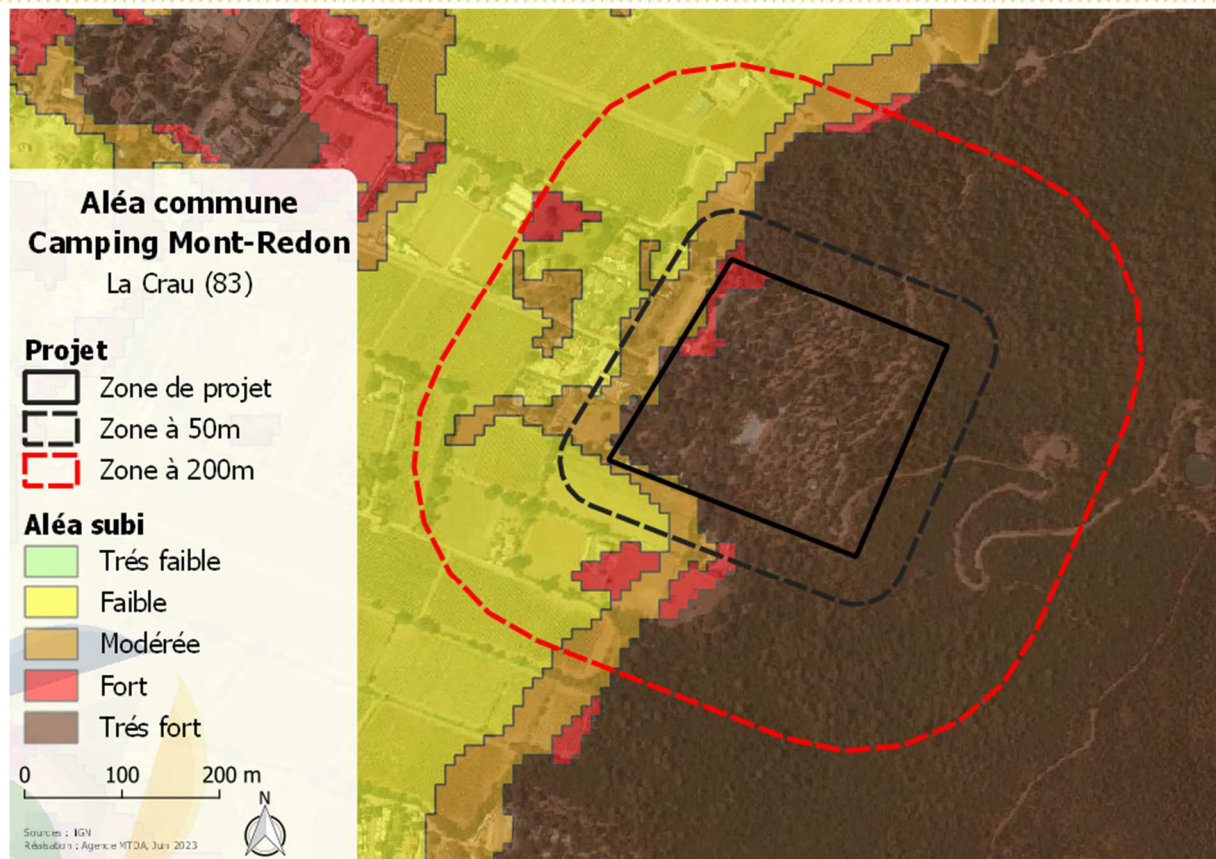 Aléa commune
Camping Mont-Redon
La Crau (83)
Projet
Zone de projet
Zone à 50m
Zone à 200m
Aléa subi
Trés faible
Faible
Modérée
Fort
Trés fort
0 100 200 m
N
Sources : IGN
Réalisation : Agence MTDA, Juin 2023